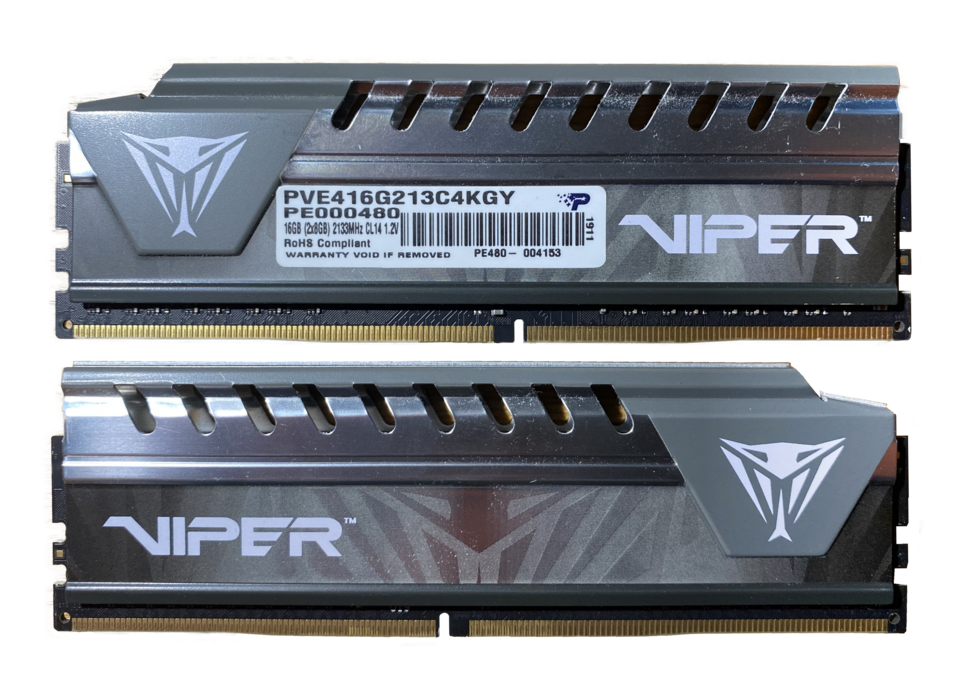 PVE416G213C4KGY
PE000480
16GB (2x8GB) 2133MHz CL14 1.2V
RoHS Compliant
WARRANTY VOID IF REMOVED
PE480- 004153
1911
VIPER™
VIPER™